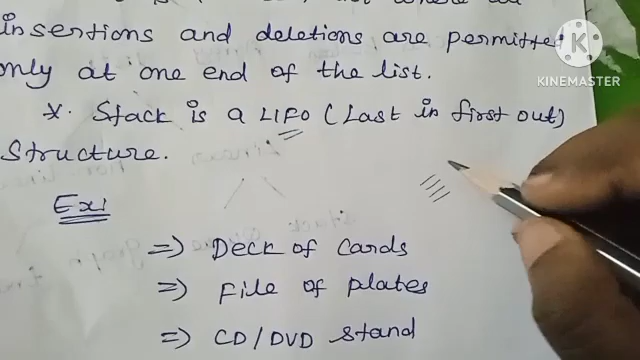 insertions and deletions are permitted
only at one end of the list.
*. Stack is a LIFO (Last in first out)
Structure.
Ex:
=> Deck of cards
=> File of plates
=> CD/DVD stand
K
KINEMASTER